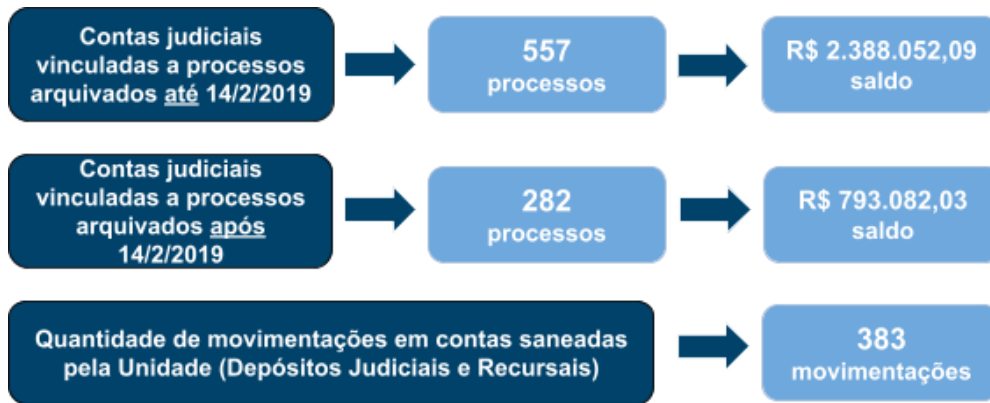 Contas judiciais
vinculadas a processos
arquivados até 14/2/2019
557
processos
R$ 2.388.052,09
saldo
Contas judiciais
vinculadas a processos
arquivados após
14/2/2019
282
processos
R$ 793.082,03
saldo
Quantidade de movimentações em contas saneadas
pela Unidade (Depósitos Judiciais e Recursais)
383
movimentações